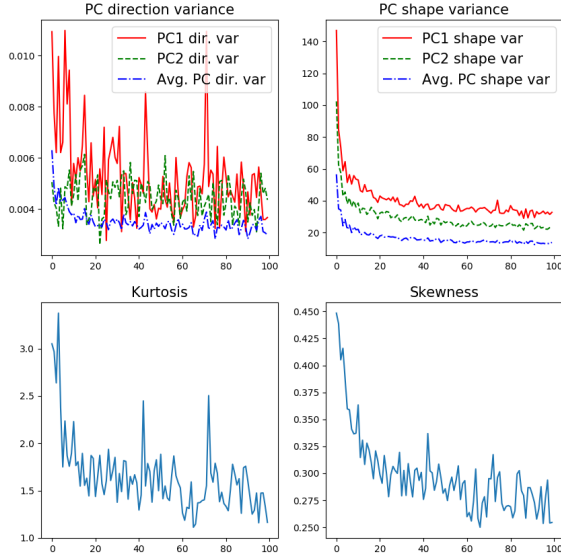 PC direction variance
PC1 dir. var
PC2 dir. var
Avg. PC dir. var
0.010
0.008
0.006
0.004
0 20 40 60 80 100
PC shape variance
PC1 shape var
PC2 shape var
Avg. PC shape var
140
120
100
80
60
40
20
0 20 40 60 80 100
Kurtosis
3.0
2.5
2.0
1.5
1.0
0 20 40 60 80 100
Skewness
0.450
0.425
0.400
0.375
0.350
0.325
0.300
0.275
0.250
0 20 40 60 80 100